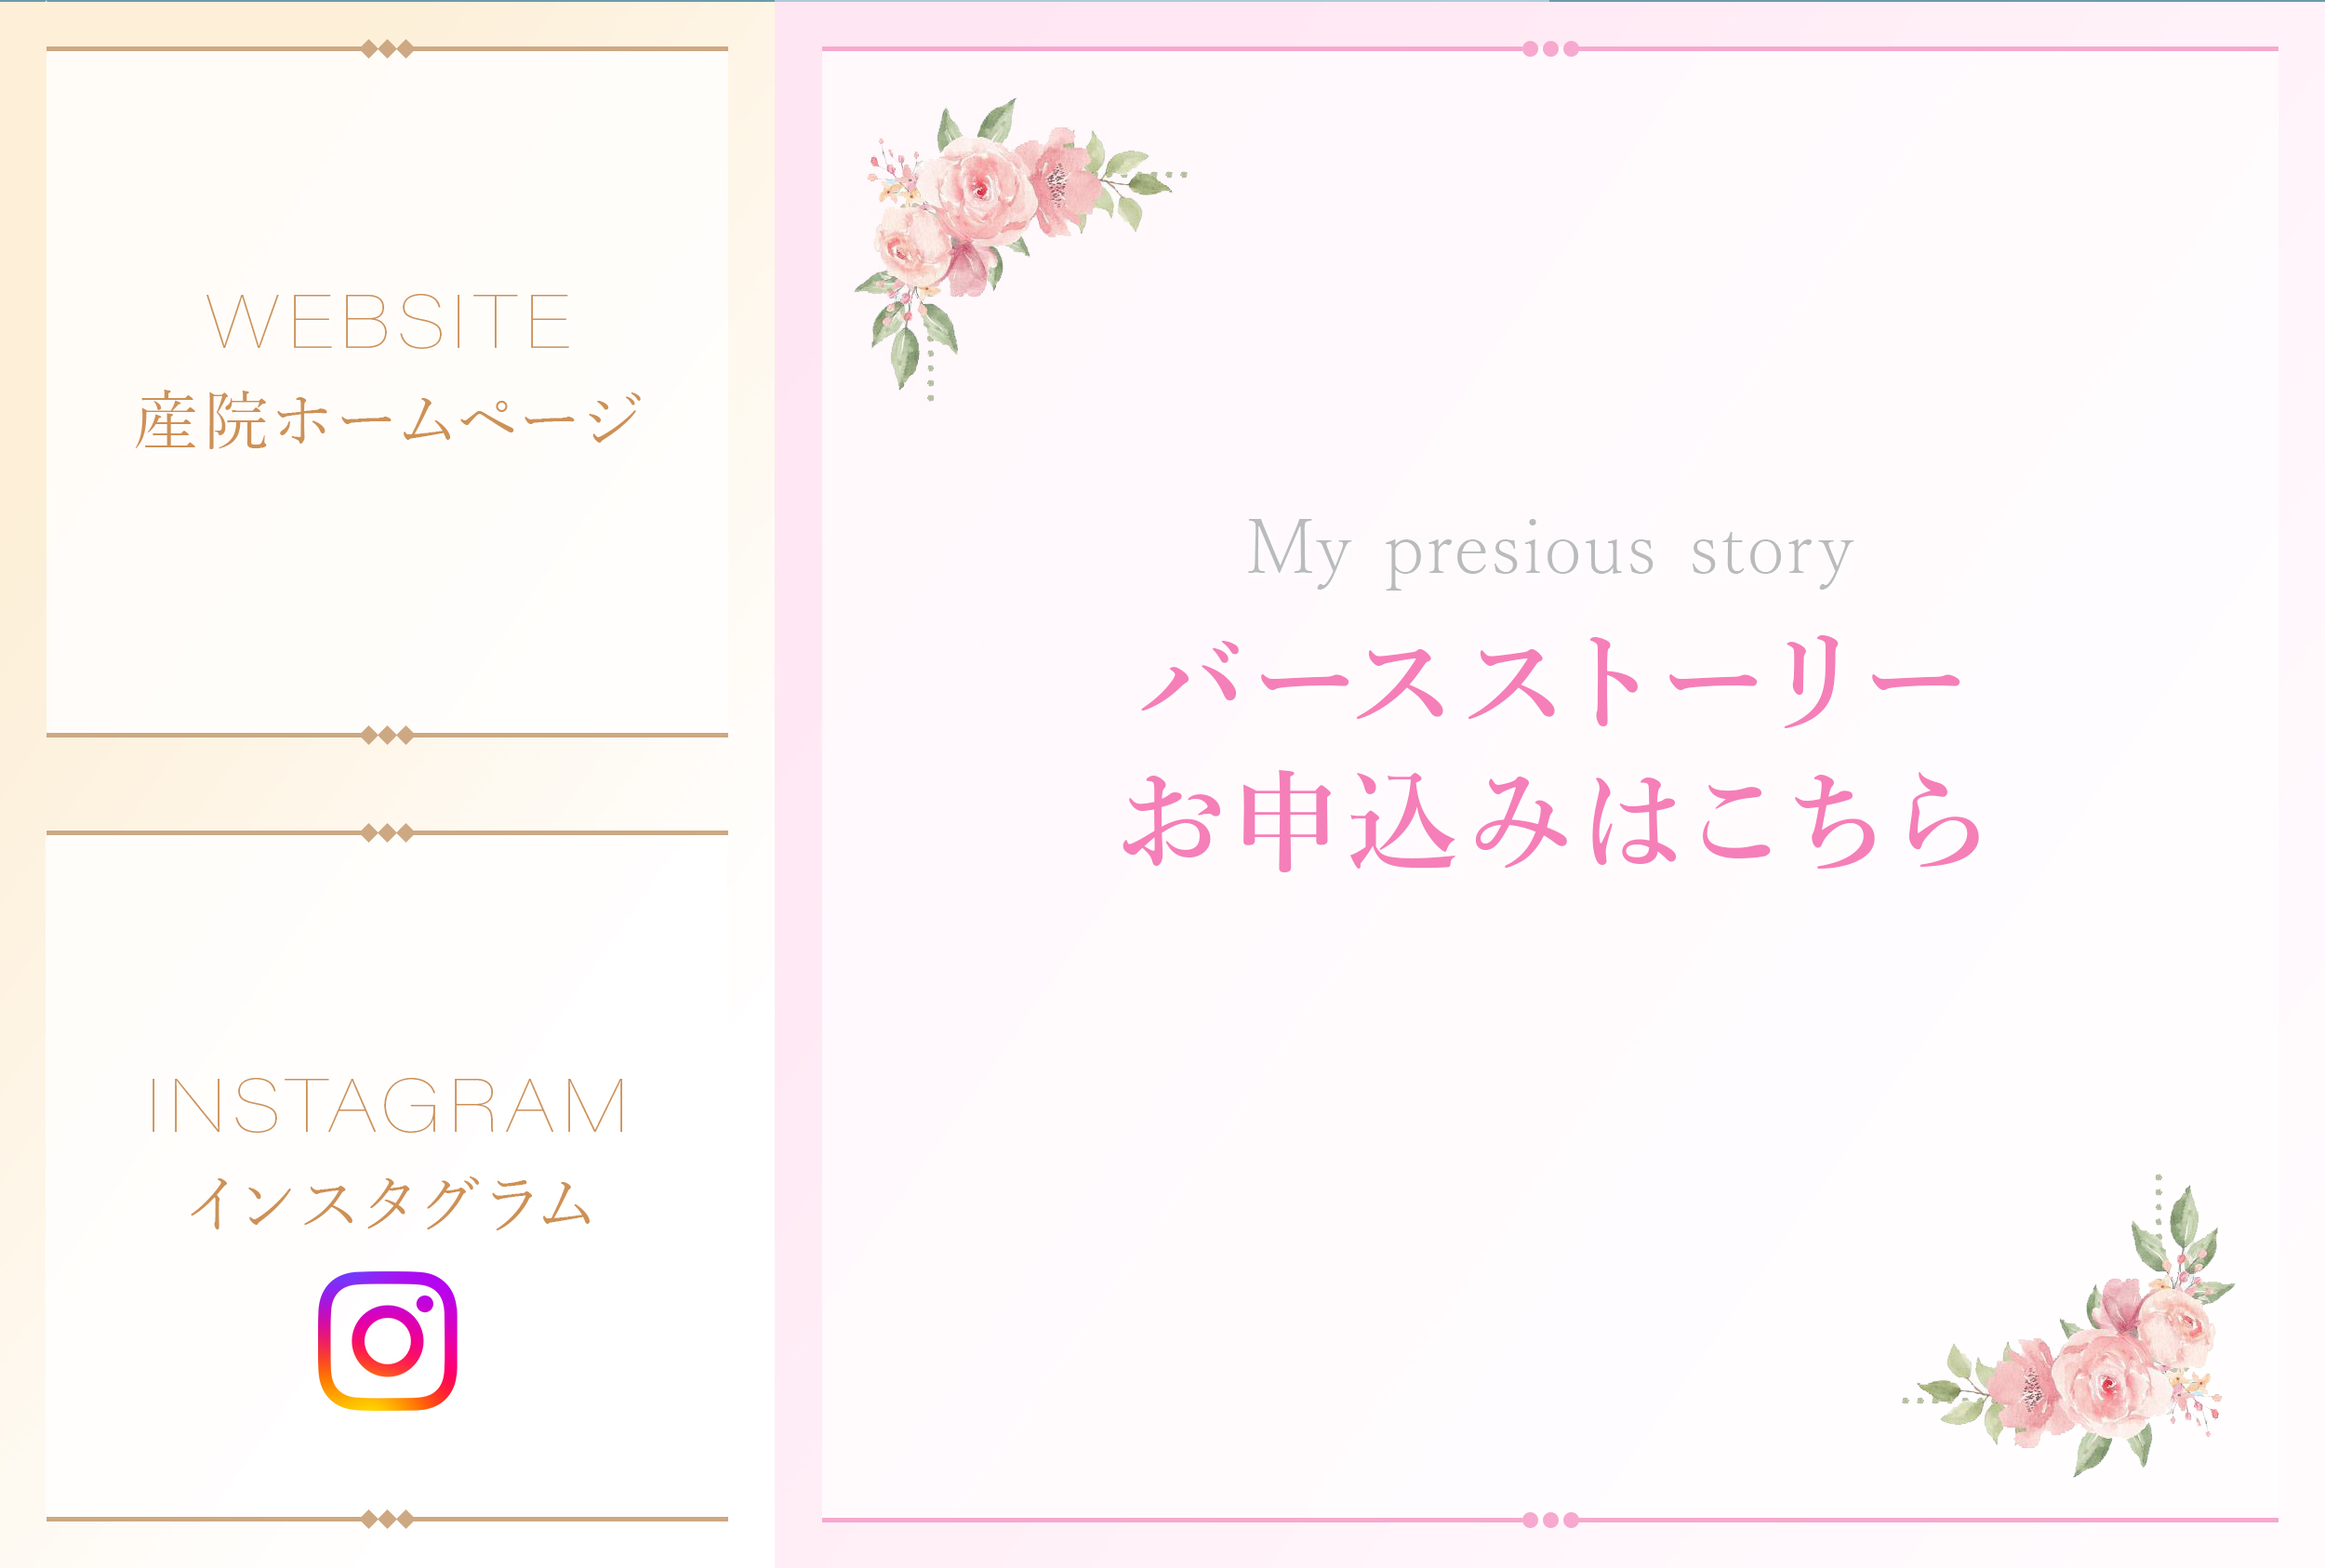 WEBSITE
産院ホームページ
INSTAGRAM
インスタグラム
My presious story
バースストーリー
お申込みはこちら